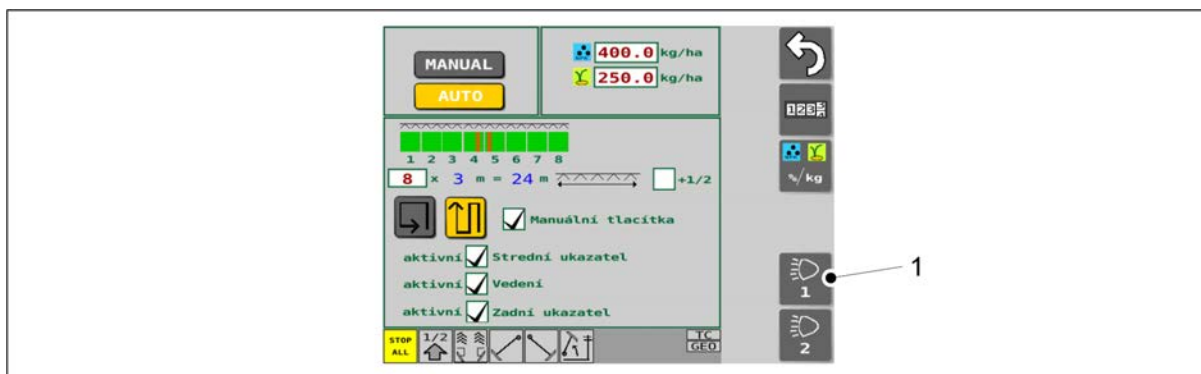 MANUAL
AUTO
400.0 kg/ha
250.0 kg/ha
1 2 3 4 5 6 7 8
8 x 3 m = 24 m +1/2
Manuální tlacítka
aktivní Strední ukazatel
aktivní Vedení
aktivní Zadní ukazatel
STOP
ALL
1/2
TC
GEO
%/kg
1
2
1